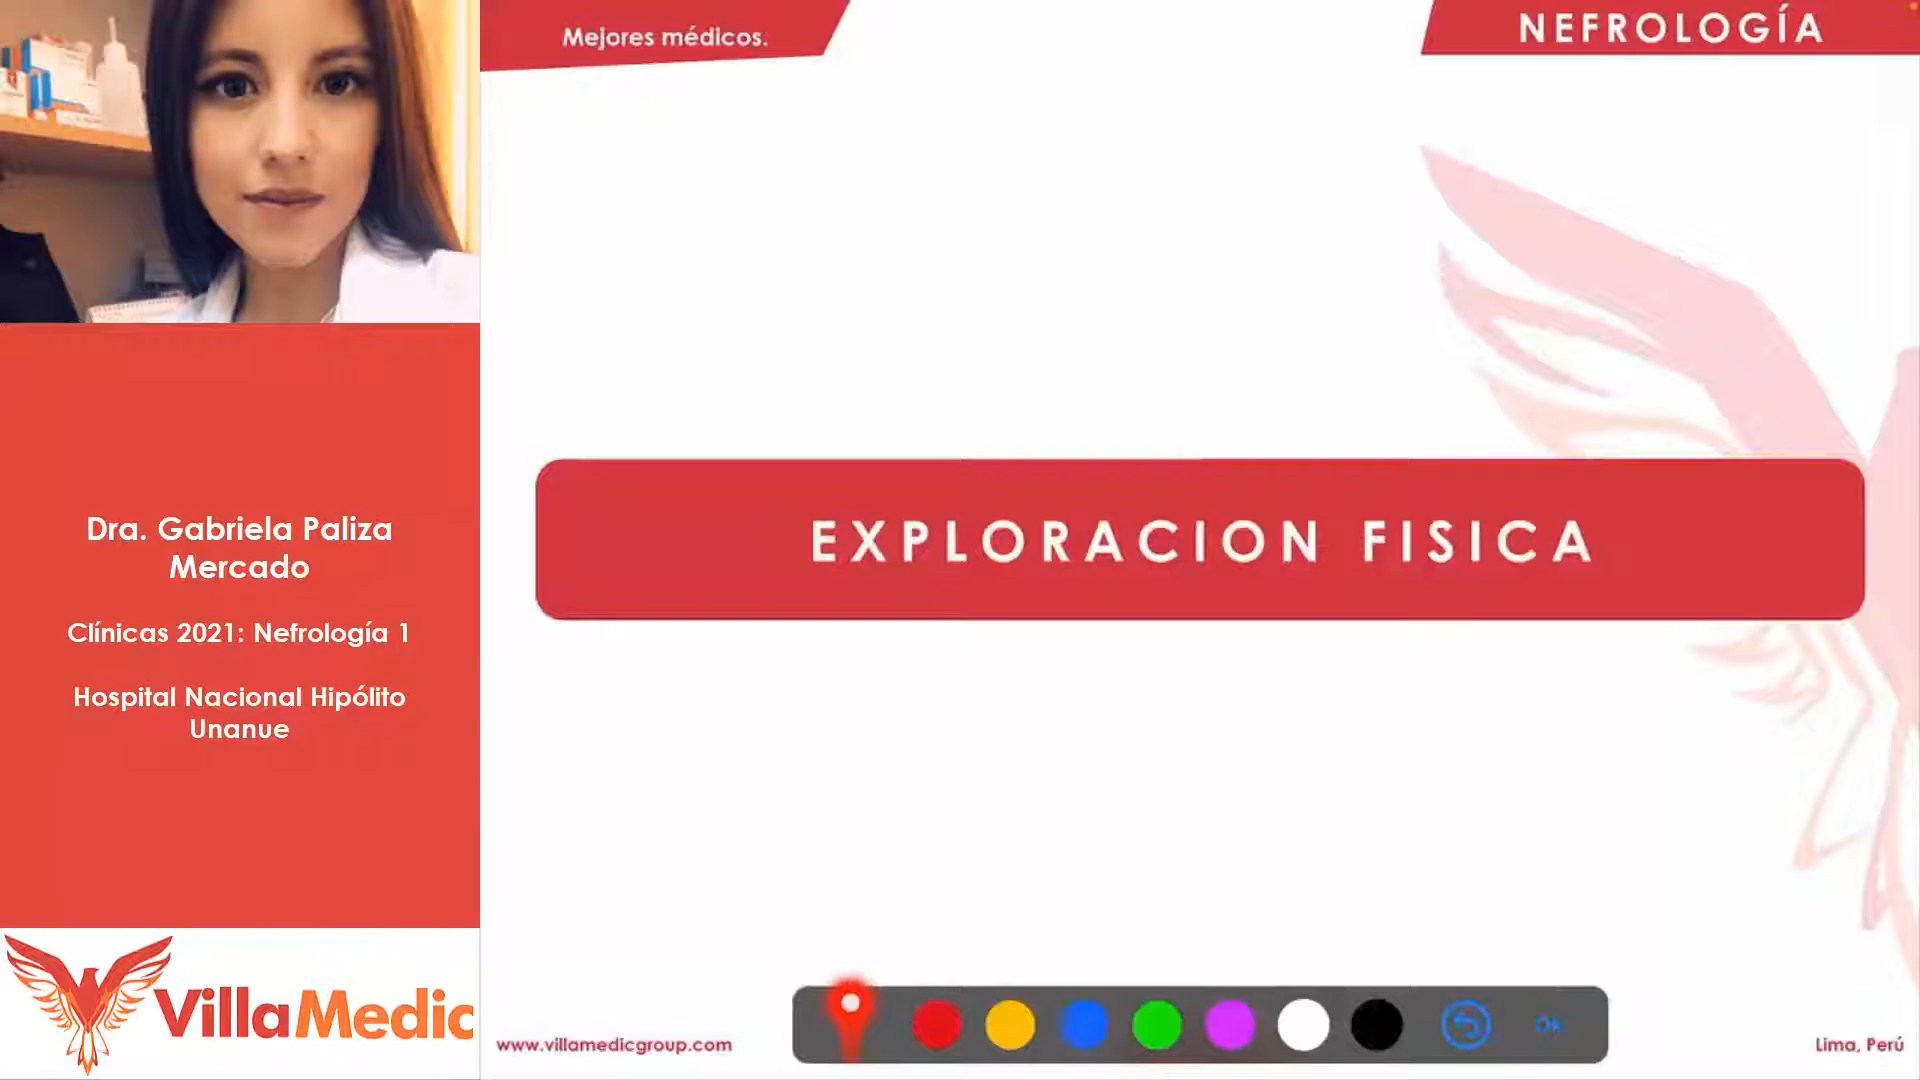 Mejores médicos.
NEFROLOGÍA
EXPLORACION FISICA
Dra. Gabriela Paliza
Mercado
Clínicas 2021: Nefrología 1
Hospital Nacional Hipólito
Unanue
VillaMedic
www.villamedicgroup.com
Ok
Lima, Perú